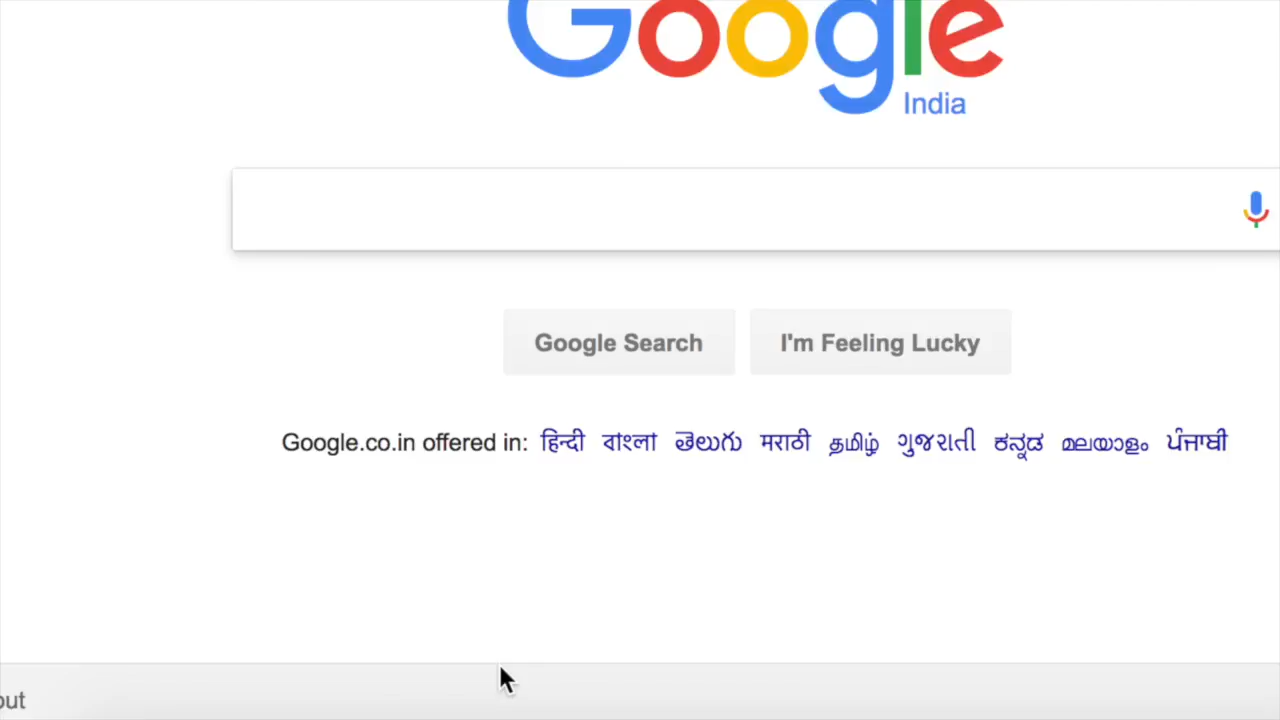 Google
India
Google Search I'm Feeling Lucky
Google.co.in offered in: हिन्दी বাংলা తెలుగు मराठी தமிழ் ગુજરાતી ಕನ್ನಡ മലയാളം ਪੰਜਾਬੀ
out